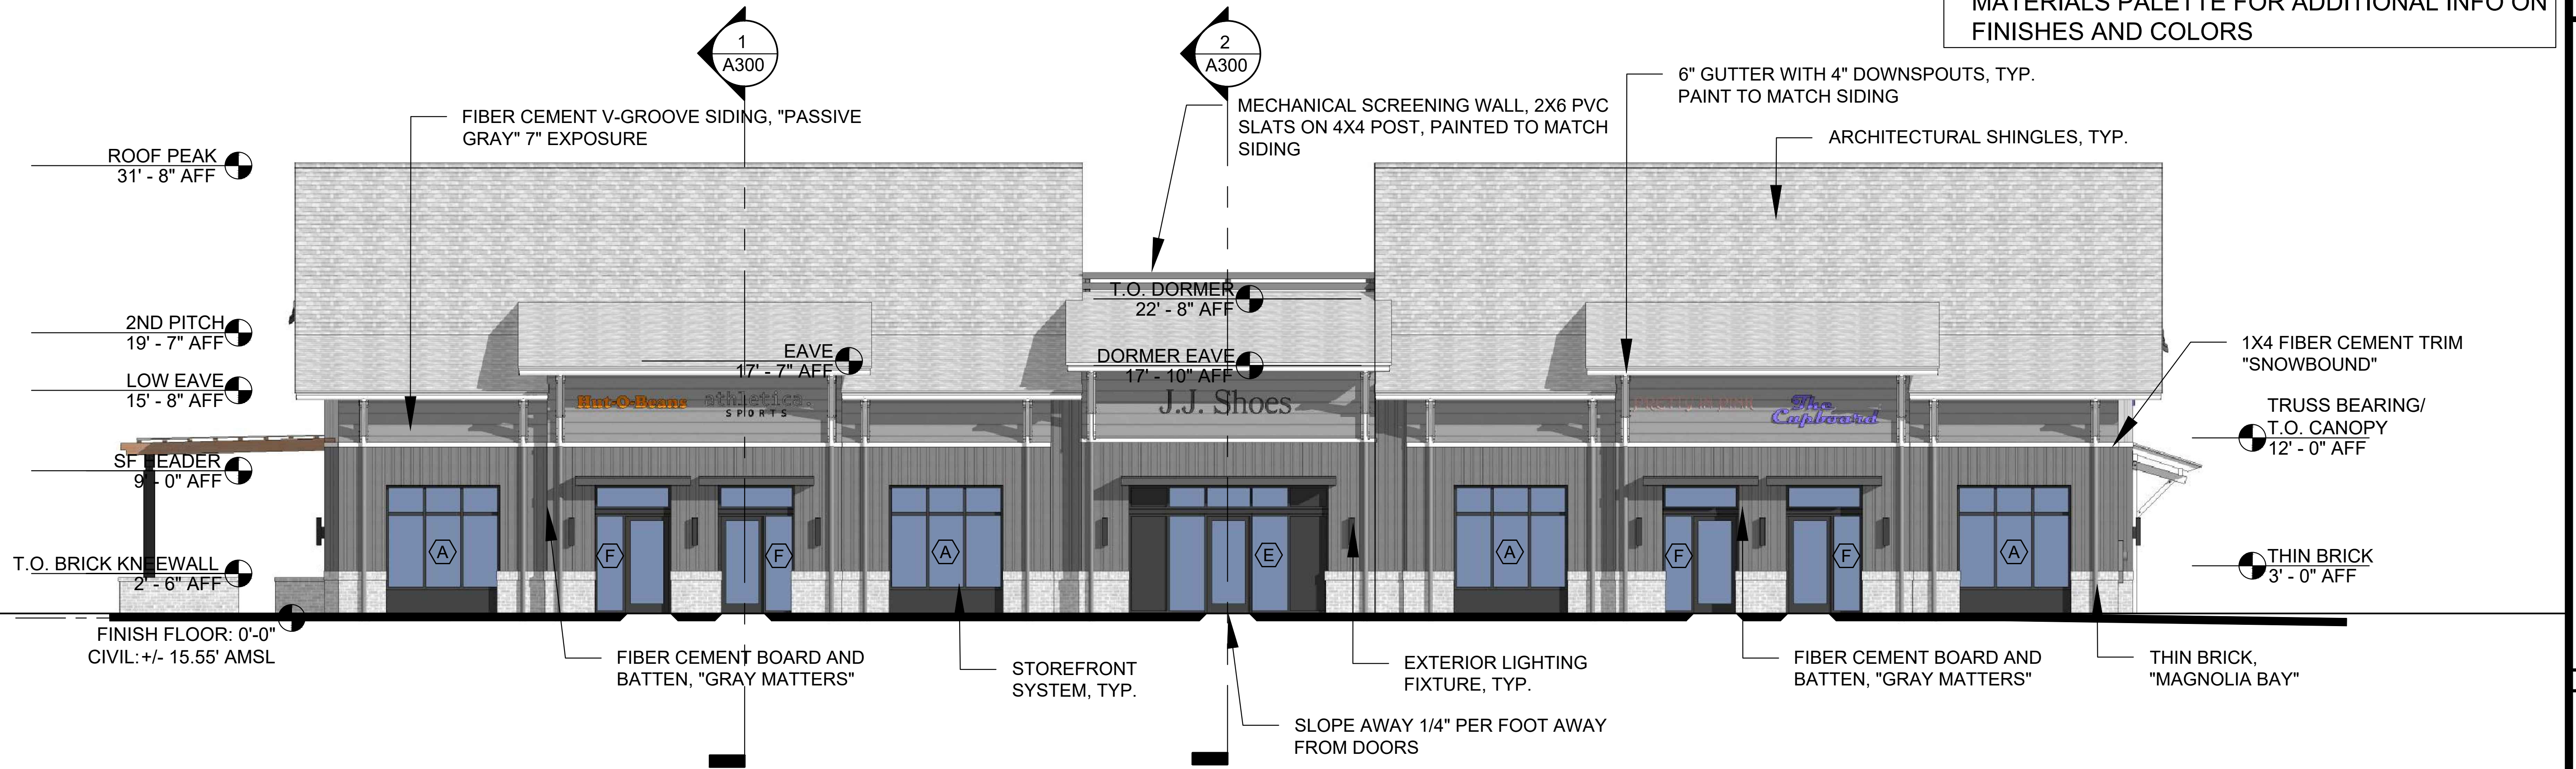 MATERIALS PALETTE FOR ADDITIONAL INFO ON
FINISHES AND COLORS
1
A300
2
A300
FIBER CEMENT V-GROOVE SIDING, "PASSIVE
GRAY" 7" EXPOSURE
MECHANICAL SCREENING WALL, 2X6 PVC
SLATS ON 4X4 POST, PAINTED TO MATCH
SIDING
6" GUTTER WITH 4" DOWNSPOUTS, TYP.
PAINT TO MATCH SIDING
ARCHITECTURAL SHINGLES, TYP.
ROOF PEAK
31' - 8" AFF
2ND PITCH
19' - 7" AFF
LOW EAVE
15' - 8" AFF
SF HEADER
9' - 0" AFF
T.O. BRICK KNEEWALL
2' - 6" AFF
FINISH FLOOR: 0'-0"
CIVIL:+/- 15.55' AMSL
EAVE
17' - 7" AFF
T.O. DORMER
22' - 8" AFF
DORMER EAVE
17' - 10" AFF
Hut-O-Beans
athletica.
SPORTS
J.J. Shoes
The
Cupboard
1X4 FIBER CEMENT TRIM
"SNOWBOUND"
TRUSS BEARING/
T.O. CANOPY
12' - 0" AFF
THIN BRICK
3' - 0" AFF
A
F
F
A
E
A
F
F
A
FIBER CEMENT BOARD AND
BATTEN, "GRAY MATTERS"
STOREFRONT
SYSTEM, TYP.
EXTERIOR LIGHTING
FIXTURE, TYP.
SLOPE AWAY 1/4" PER FOOT AWAY
FROM DOORS
FIBER CEMENT BOARD AND
BATTEN, "GRAY MATTERS"
THIN BRICK,
"MAGNOLIA BAY"